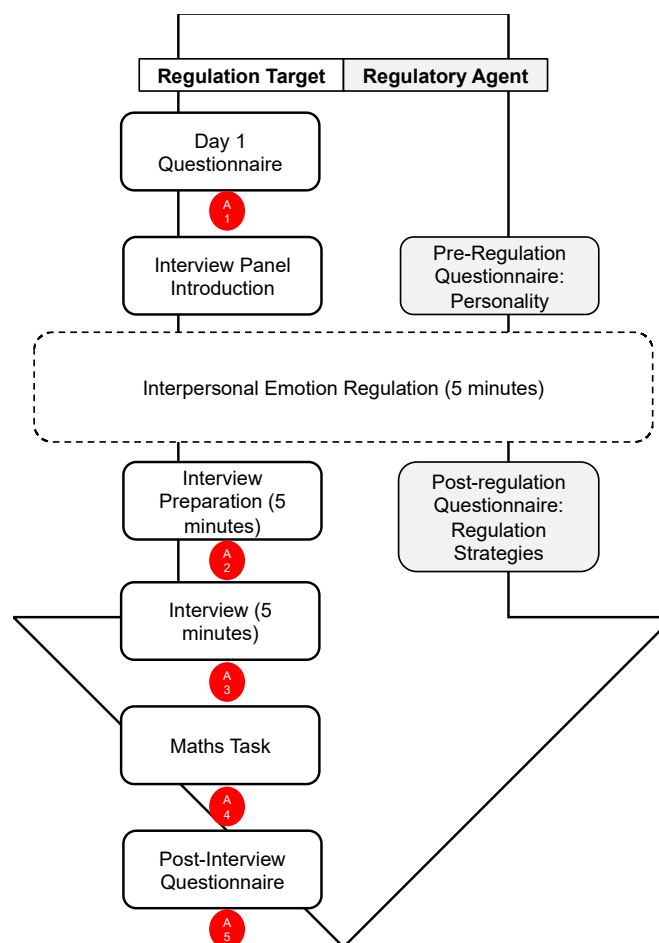 Regulation Target
Regulatory Agent
Day 1
Questionnaire
A
1
Interview Panel
Introduction
Pre-Regulation
Questionnaire:
Personality
Interpersonal Emotion Regulation (5 minutes)
Interview
Preparation (5
minutes)
Post-regulation
Questionnaire:
Regulation
Strategies
A
2
Interview (5
minutes)
A
3
Maths Task
A
4
Post-Interview
Questionnaire
A
5